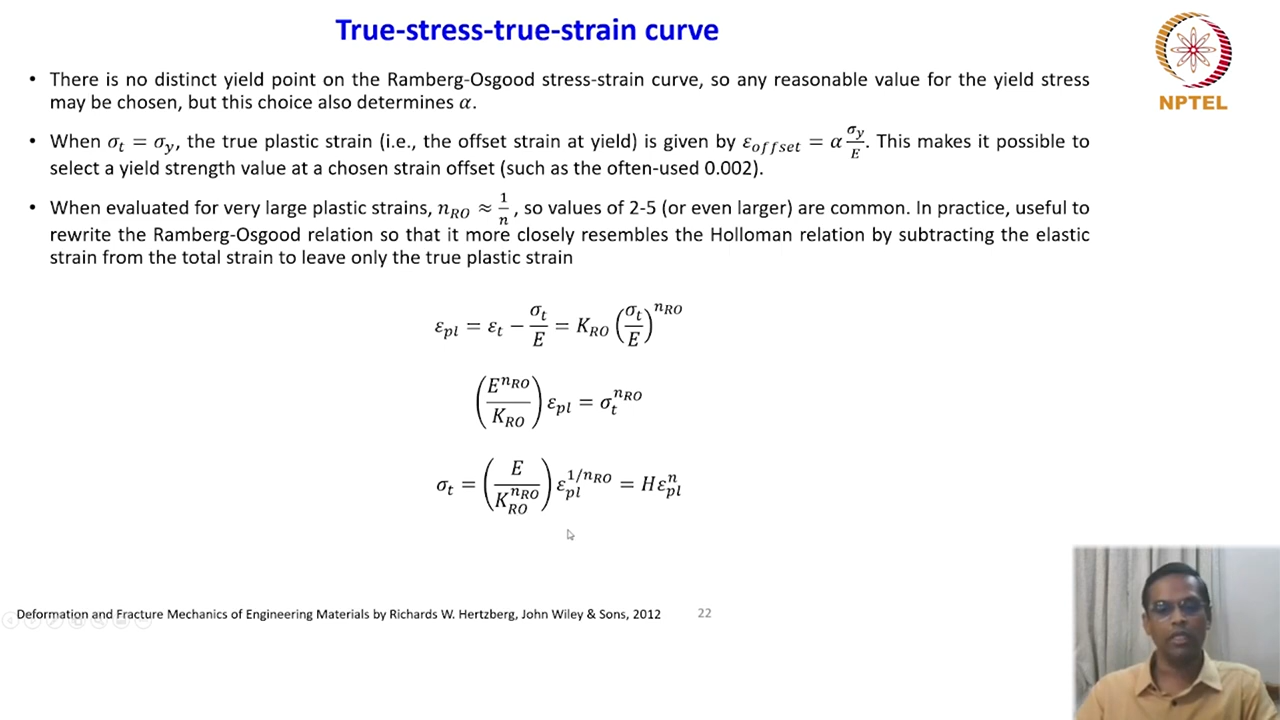 True-stress-true-strain curve
NPTEL
• There is no distinct yield point on the Ramberg-Osgood stress-strain curve, so any reasonable value for the yield stress
may be chosen, but this choice also determines α.
• When σ_t = σ_y, the true plastic strain (i.e., the offset strain at yield) is given by ε_offset = α σ_y/E. This makes it possible to
select a yield strength value at a chosen strain offset (such as the often-used 0.002).
• When evaluated for very large plastic strains, n_RO ≈ 1/n, so values of 2-5 (or even larger) are common. In practice, useful to
rewrite the Ramberg-Osgood relation so that it more closely resembles the Holloman relation by subtracting the elastic
strain from the total strain to leave only the true plastic strain
ε_pl = ε_t − σ_t/E = K_RO (σ_t/E)^n_RO
(E^n_RO/K_RO) ε_pl = σ_t^n_RO
σ_t = (E/K_RO^n_RO) ε_pl^1/n_RO = Hε_pl^n
Deformation and Fracture Mechanics of Engineering Materials by Richards W. Hertzberg, John Wiley & Sons, 2012 22